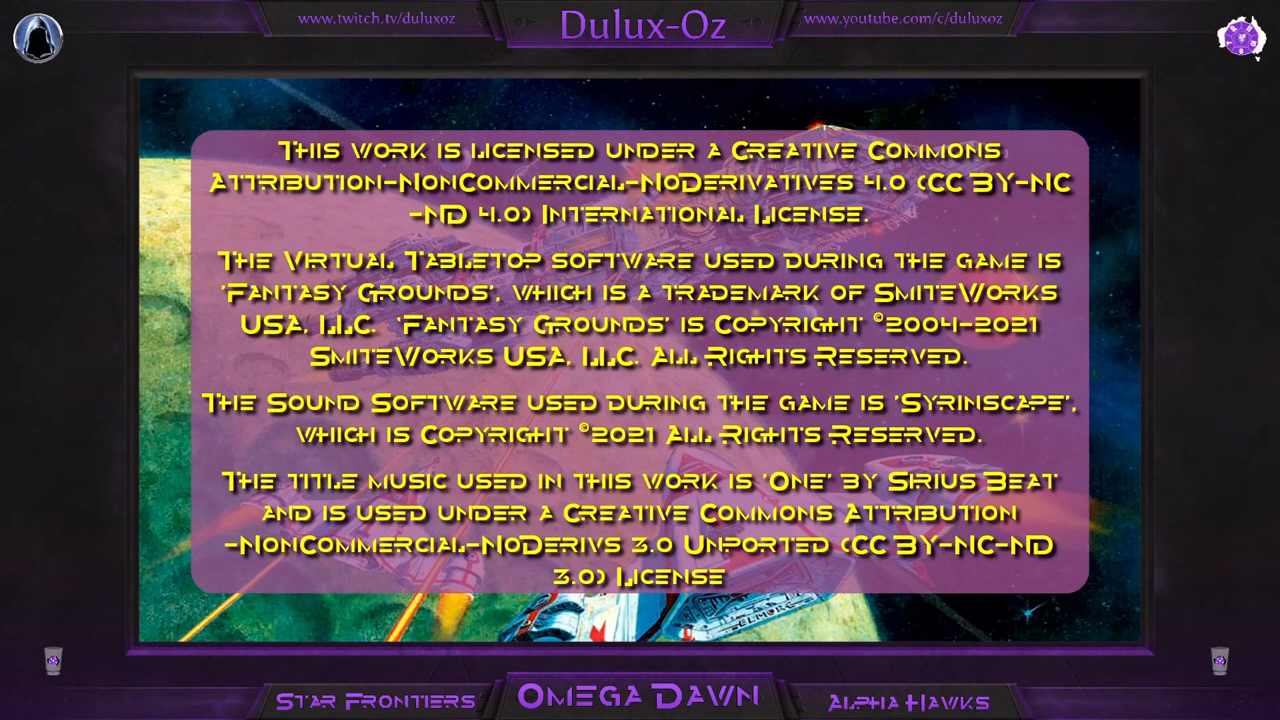 www.twitch.tv/duluxoz
Dulux-Oz
www.youtube.com/c/duluxoz
This work is licensed under a Creative Commons
Attribution-NonCommercial-NoDerivatives 4.0 (CC BY-NC
-ND 4.0) International License.
The Virtual Tabletop software used during the game is
'Fantasy Grounds', which is a trademark of SmiteWorks
USA, LLC. 'Fantasy Grounds' is Copyright ©2004-2021
SmiteWorks USA, LLC. All Rights Reserved.
The Sound Software used during the game is 'Syrinscape',
which is Copyright ©2021 All Rights Reserved.
The title music used in this work is 'One' by Sirius Beat
and is used under a Creative Commons Attribution
-NonCommercial-NoDerivs 3.0 Unported (CC BY-NC-ND
3.0) License
ELMORE
Star Frontiers
Omega Dawn
Alpha Hawks